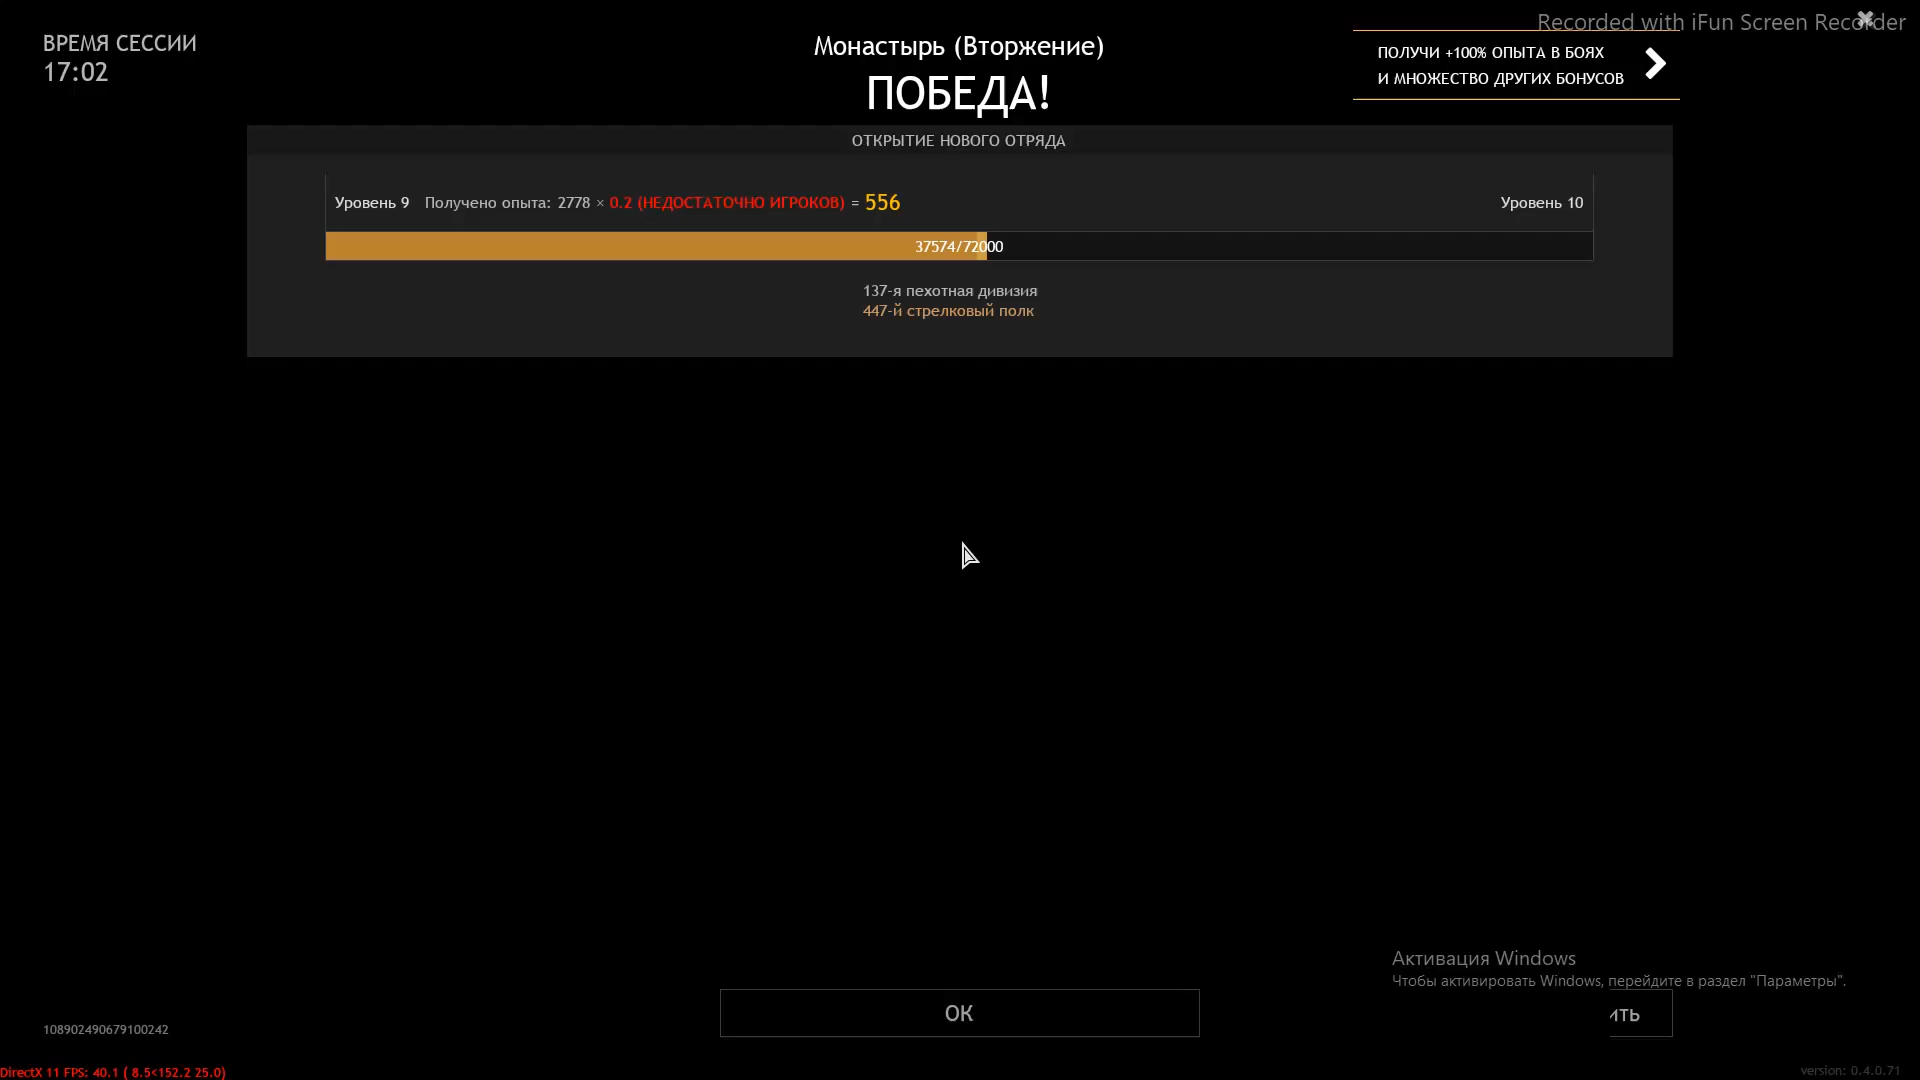 Recorded with iFun Screen Recorder
ВРЕМЯ СЕССИИ
17:02
Монастырь (Вторжение)
ПОБЕДА!
ПОЛУЧИ +100% ОПЫТА В БОЯХ
И МНОЖЕСТВО ДРУГИХ БОНУСОВ
ОТКРЫТИЕ НОВОГО ОТРЯДА
Уровень 9 Получено опыта: 2778 × 0.2 (НЕДОСТАТОЧНО ИГРОКОВ) = 556
Уровень 10
37574/72000
137-я пехотная дивизия
447-й стрелковый полк
Активация Windows
Чтобы активировать Windows, перейдите в раздел "Параметры".
ОК
ить
108902490679100242
DirectX 11 FPS: 40.1 ( 8.5<152.2 25.0)
version: 0.4.0.71